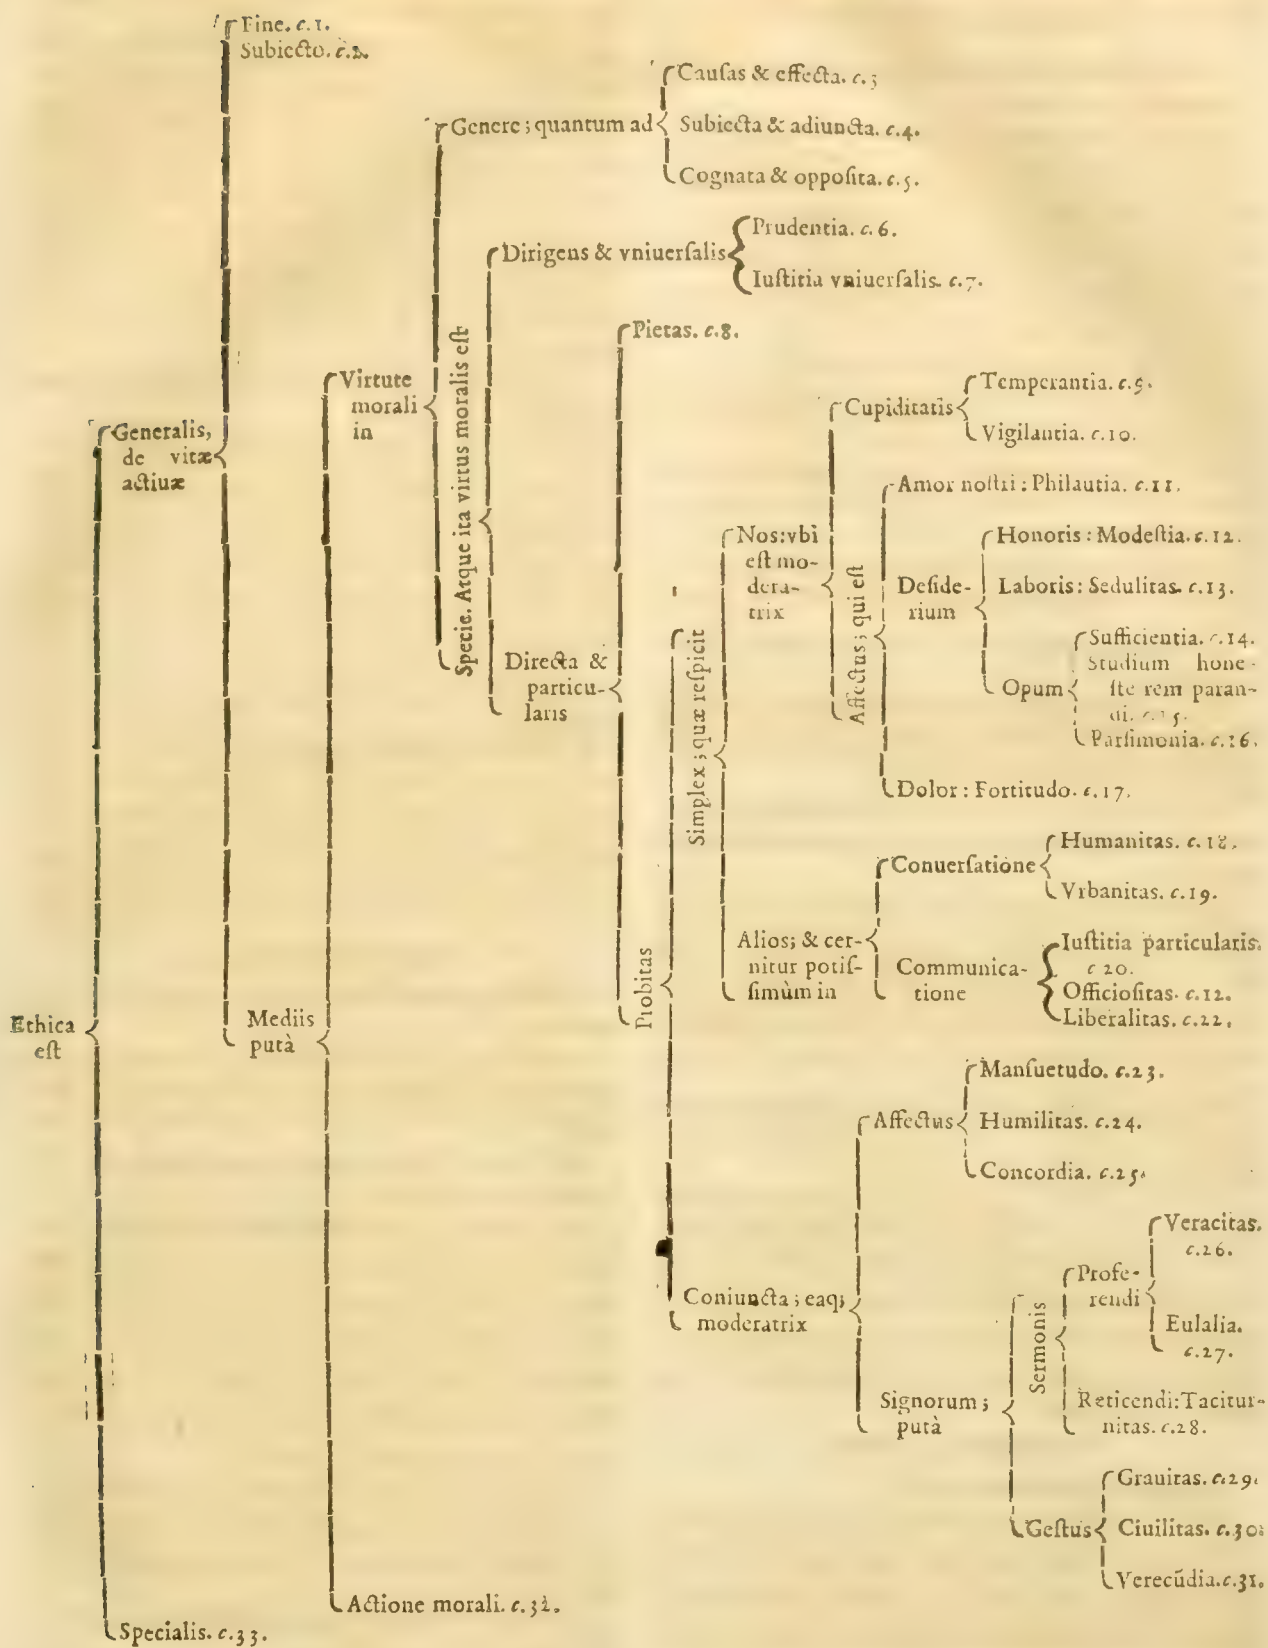 Fine. c.1.
Subiecto. c.2.
Causas & effecta. c.3
Genere; quantum ad
Subiecta & adiuncta. c.4.
Cognata & opposita. c.5.
Prudentia. c.6.
Dirigens & vniuersalis
Iustitia vniuersalis. c.7.
Pietas. c.8.
Virtute
morali
in
Specie. Atque ita virtus moralis est
Temperantia. c.9.
Cupiditatis
Vigilantia. c.10.
Generalis,
de vitæ
actiuæ
Amor nostri: Philautia. c.11.
Nos: vbi
est mo-
dera-
trix
Affectus; qui est
Honoris: Modestia. c.12.
Deside-
rium
Laboris: Sedulitas. c.13.
Sufficientia. c.14.
Studium hone-
ste rem paran-
di. c.15.
Opum
Parsimonia. c.16.
Directa &
particu-
laris
Simplex; quæ respicit
Dolor: Fortitudo. c.17.
Humanitas. c.18.
Conuersatione
Vrbanitas. c.19.
Alios; & cer-
nitur potis-
simùm in
Iustitia particularis.
c 20.
Communica-
tione
Officiositas. c.12.
Liberalitas. c.22.
Probitas
Ethica
est
Mediis
putà
Mansuetudo. c.23.
Affectus
Humilitas. c.24.
Concordia. c.25.
Veracitas.
c.26.
Profe-
rendi
Eulalia.
c.27.
Coniuncta; eaq;
moderatrix
Sermonis
Signorum;
putà
Reticendi: Tacitur-
nitas. c.28.
Grauitas. c.29.
Gestus
Ciuilitas. c.30.
Verecūdia. c.31.
Actione morali. c.32.
Specialis. c.33.